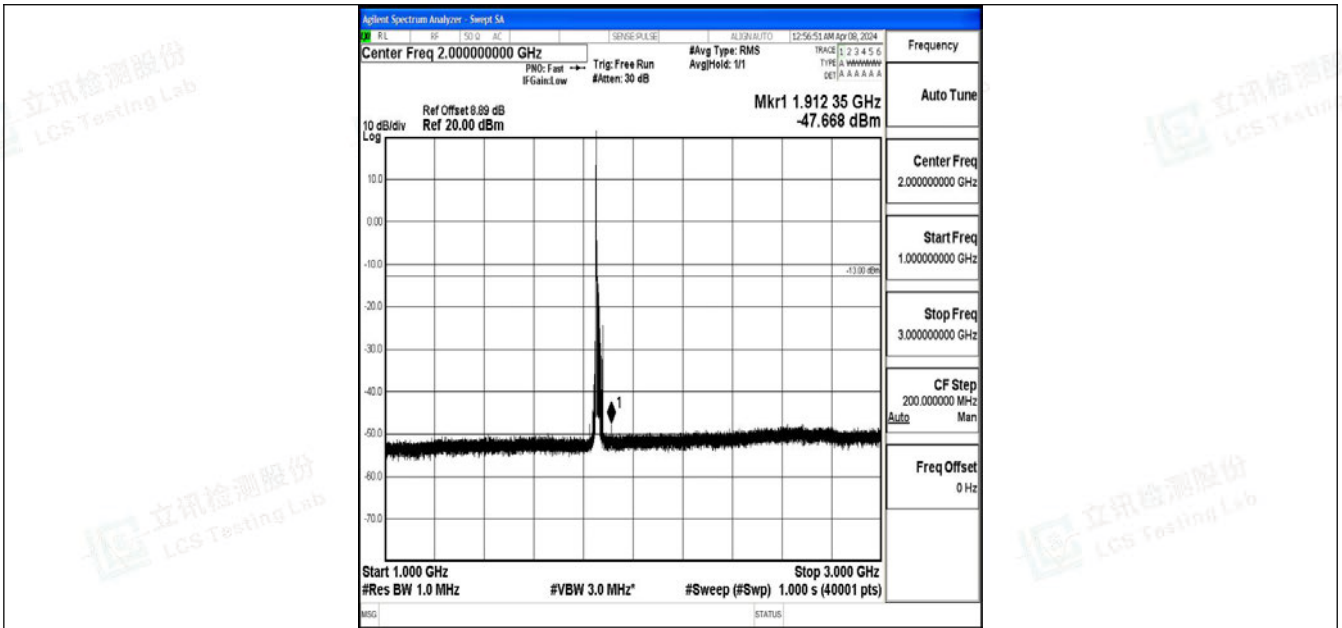 Agilent Spectrum Analyzer - Swept SA
RL RF 50 Ω AC SENSE:PULSE ALIGNAUTO 12:56:51 AM Apr 08, 2024
Center Freq 2.000000000 GHz
PNO: Fast
IFGain:Low
Trig: Free Run
#Atten: 30 dB
#Avg Type: RMS
Avg|Hold: 1/1
TRACE 1 2 3 4 5 6
TYPE A WWWWW
DET A A A A A A
Mkr1 1.912 35 GHz
-47.668 dBm
Ref Offset 8.89 dB
10 dB/div Ref 20.00 dBm
Log
10.0
0.00
-10.0
-13.00 dBm
-20.0
-30.0
-40.0
1
-50.0
-60.0
-70.0
Start 1.000 GHz Stop 3.000 GHz
#Res BW 1.0 MHz #VBW 3.0 MHz* #Sweep (#Swp) 1.000 s (40001 pts)
MSG STATUS
Frequency
Auto Tune
Center Freq
2.000000000 GHz
Start Freq
1.000000000 GHz
Stop Freq
3.000000000 GHz
CF Step
200.000000 MHz
Auto Man
Freq Offset
0 Hz
立讯检测股份
LCS Testing Lab
立讯检测股份
LCS Testing Lab
立讯检测股份
LCS Testing Lab
立讯检测股份
LCS Testing Lab